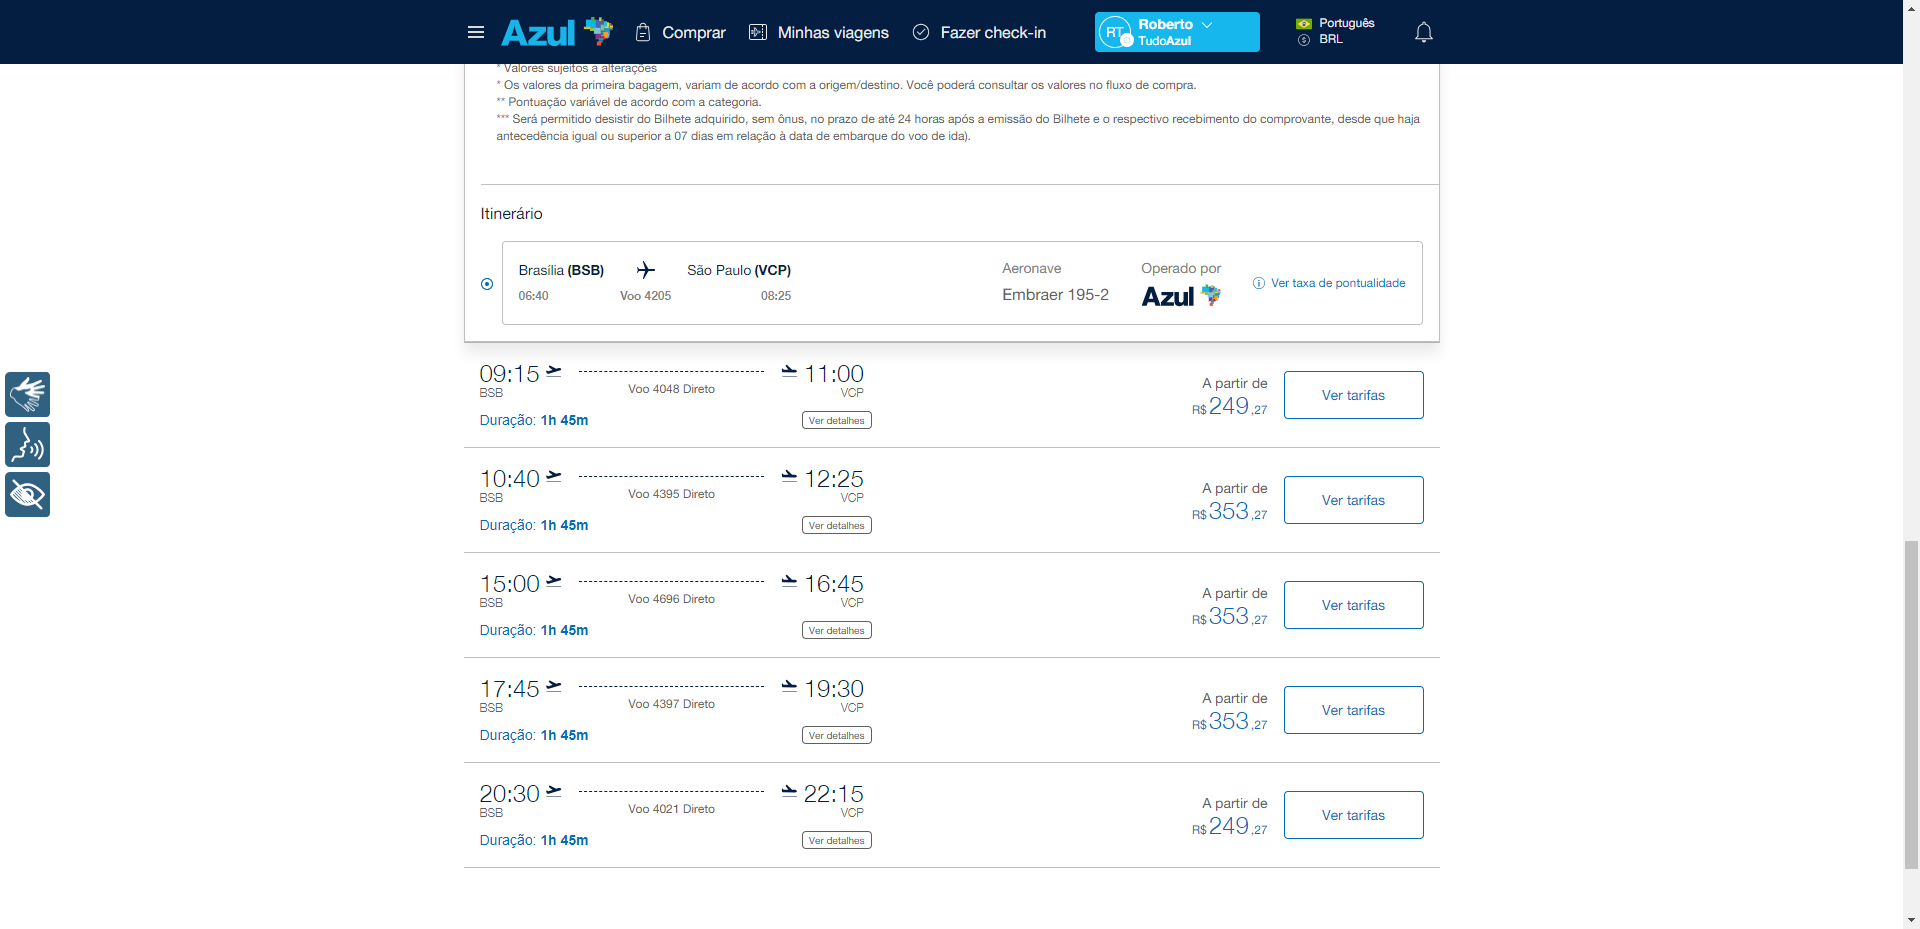 Azul
Comprar
Minhas viagens
Fazer check-in
RT
Roberto
TudoAzul
Português
BRL
* Valores sujeitos a alterações
* Os valores da primeira bagagem, variam de acordo com a origem/destino. Você poderá consultar os valores no fluxo de compra.
** Pontuação variável de acordo com a categoria.
*** Será permitido desistir do Bilhete adquirido, sem ônus, no prazo de até 24 horas após a emissão do Bilhete e o respectivo recebimento do comprovante, desde que haja
antecedência igual ou superior a 07 dias em relação à data de embarque do voo de ida).
Itinerário
Brasília (BSB) São Paulo (VCP)
06:40 Voo 4205 08:25
Aeronave
Embraer 195-2
Operado por
Azul
Ver taxa de pontualidade
09:15 11:00
BSB Voo 4048 Direto VCP
Duração: 1h 45m Ver detalhes
A partir de
R$ 249,27
Ver tarifas
10:40 12:25
BSB Voo 4395 Direto VCP
Duração: 1h 45m Ver detalhes
A partir de
R$ 353,27
Ver tarifas
15:00 16:45
BSB Voo 4696 Direto VCP
Duração: 1h 45m Ver detalhes
A partir de
R$ 353,27
Ver tarifas
17:45 19:30
BSB Voo 4397 Direto VCP
Duração: 1h 45m Ver detalhes
A partir de
R$ 353,27
Ver tarifas
20:30 22:15
BSB Voo 4021 Direto VCP
Duração: 1h 45m Ver detalhes
A partir de
R$ 249,27
Ver tarifas